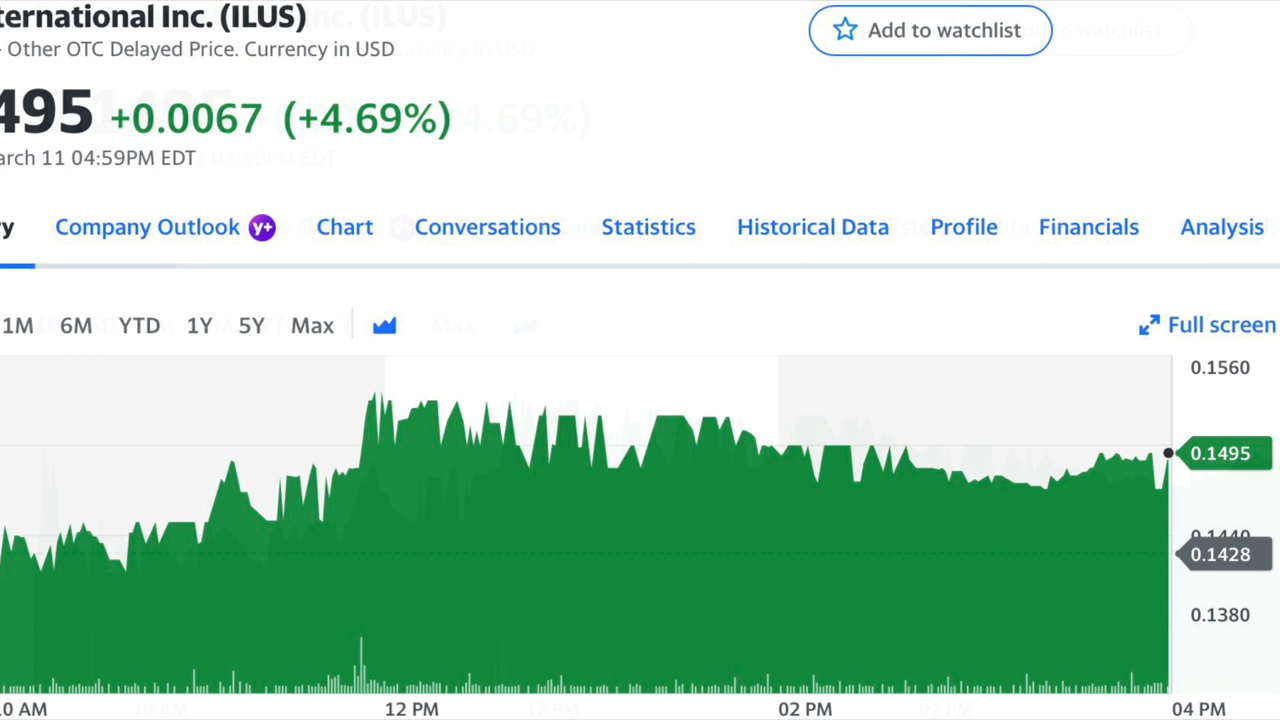 ternational Inc. (ILUS)
- Other OTC Delayed Price. Currency in USD
Add to watchlist
495 +0.0067 (+4.69%)
arch 11 04:59PM EDT
y Company Outlook y+ Chart Conversations Statistics Historical Data Profile Financials Analysis
1M 6M YTD 1Y 5Y Max
Full screen
0.1560
0.1495
0.1440
0.1428
0.1380
10 AM 12 PM 02 PM 04 PM